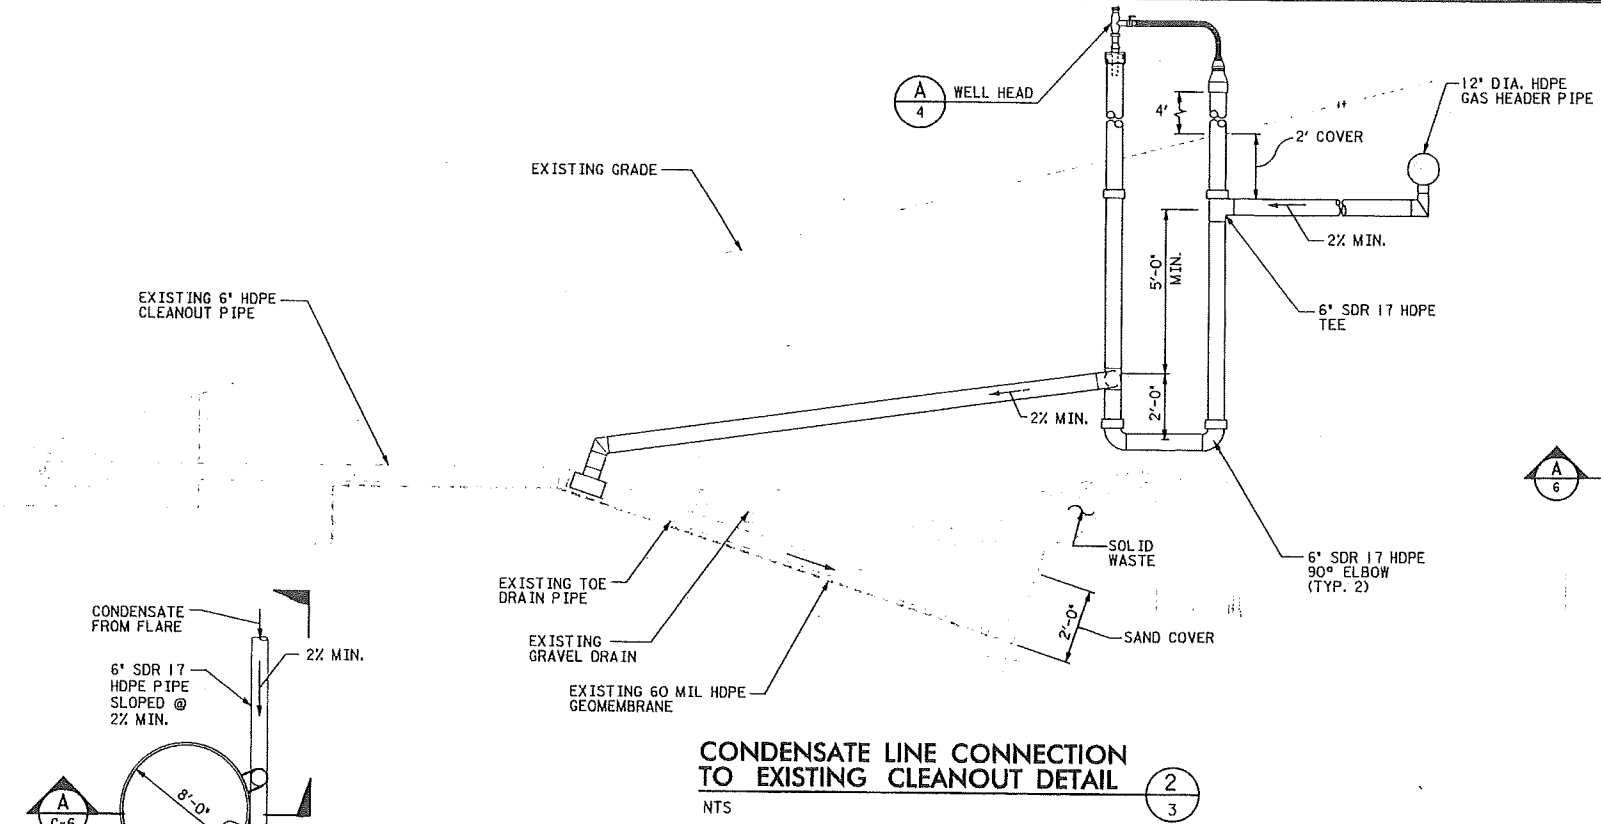 A
4
WELL HEAD
4'
12" DIA. HDPE
GAS HEADER PIPE
2' COVER
EXISTING GRADE
2% MIN.
5'-0"
MIN.
EXISTING 6" HDPE
CLEANOUT PIPE
6" SDR 17 HDPE
TEE
2% MIN.
2'-0"
A
6
SOLID
WASTE
6" SDR 17 HDPE
90° ELBOW
(TYP. 2)
EXISTING TOE
DRAIN PIPE
2'-0"
SAND COVER
EXISTING
GRAVEL DRAIN
EXISTING 60 MIL HDPE
GEOMEMBRANE
CONDENSATE
FROM FLARE
2% MIN.
6" SDR 17
HDPE PIPE
SLOPED @
2% MIN.
8'-0"
A
C-6
CONDENSATE LINE CONNECTION
TO EXISTING CLEANOUT DETAIL
2
3
NTS